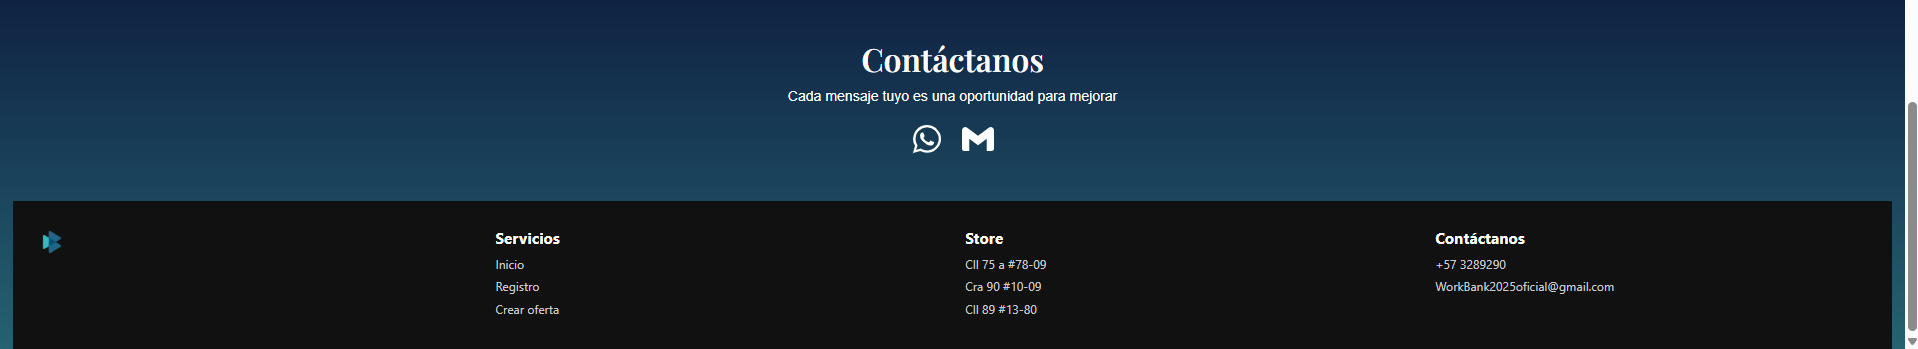 Contáctanos
Cada mensaje tuyo es una oportunidad para mejorar
Servicios
Inicio
Registro
Crear oferta
Store
Cll 75 a #78-09
Cra 90 #10-09
Cll 89 #13-80
Contáctanos
+57 3289290
WorkBank2025oficial@gmail.com